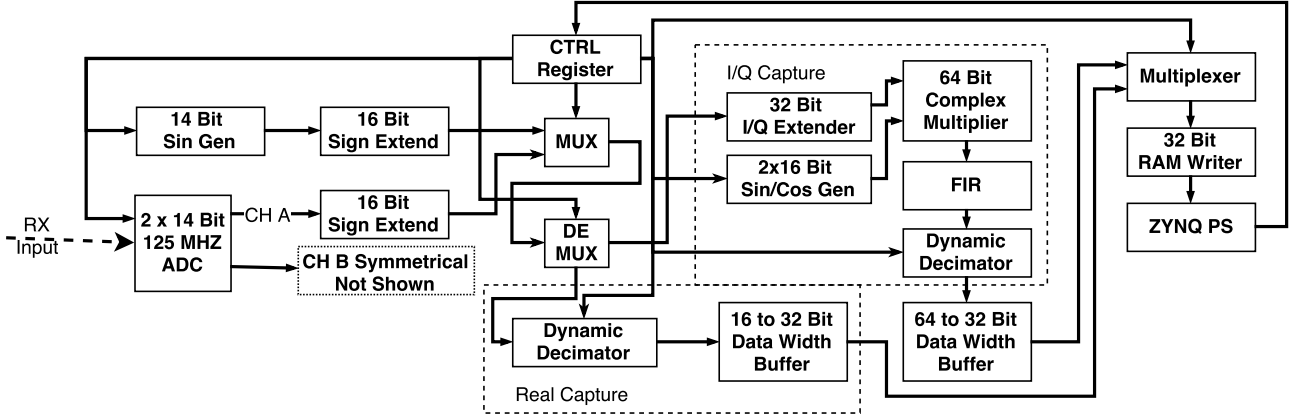 CTRL
Register
I/Q Capture
64 Bit
Complex
Multiplier
Multiplexer
14 Bit
Sin Gen
16 Bit
Sign Extend
MUX
32 Bit
I/Q Extender
32 Bit
RAM Writer
2x16 Bit
Sin/Cos Gen
FIR
RX
Input
2 x 14 Bit
125 MHZ
ADC
CH A
16 Bit
Sign Extend
CH B Symmetrical
Not Shown
DE
MUX
Dynamic
Decimator
ZYNQ PS
Dynamic
Decimator
16 to 32 Bit
Data Width
Buffer
64 to 32 Bit
Data Width
Buffer
Real Capture